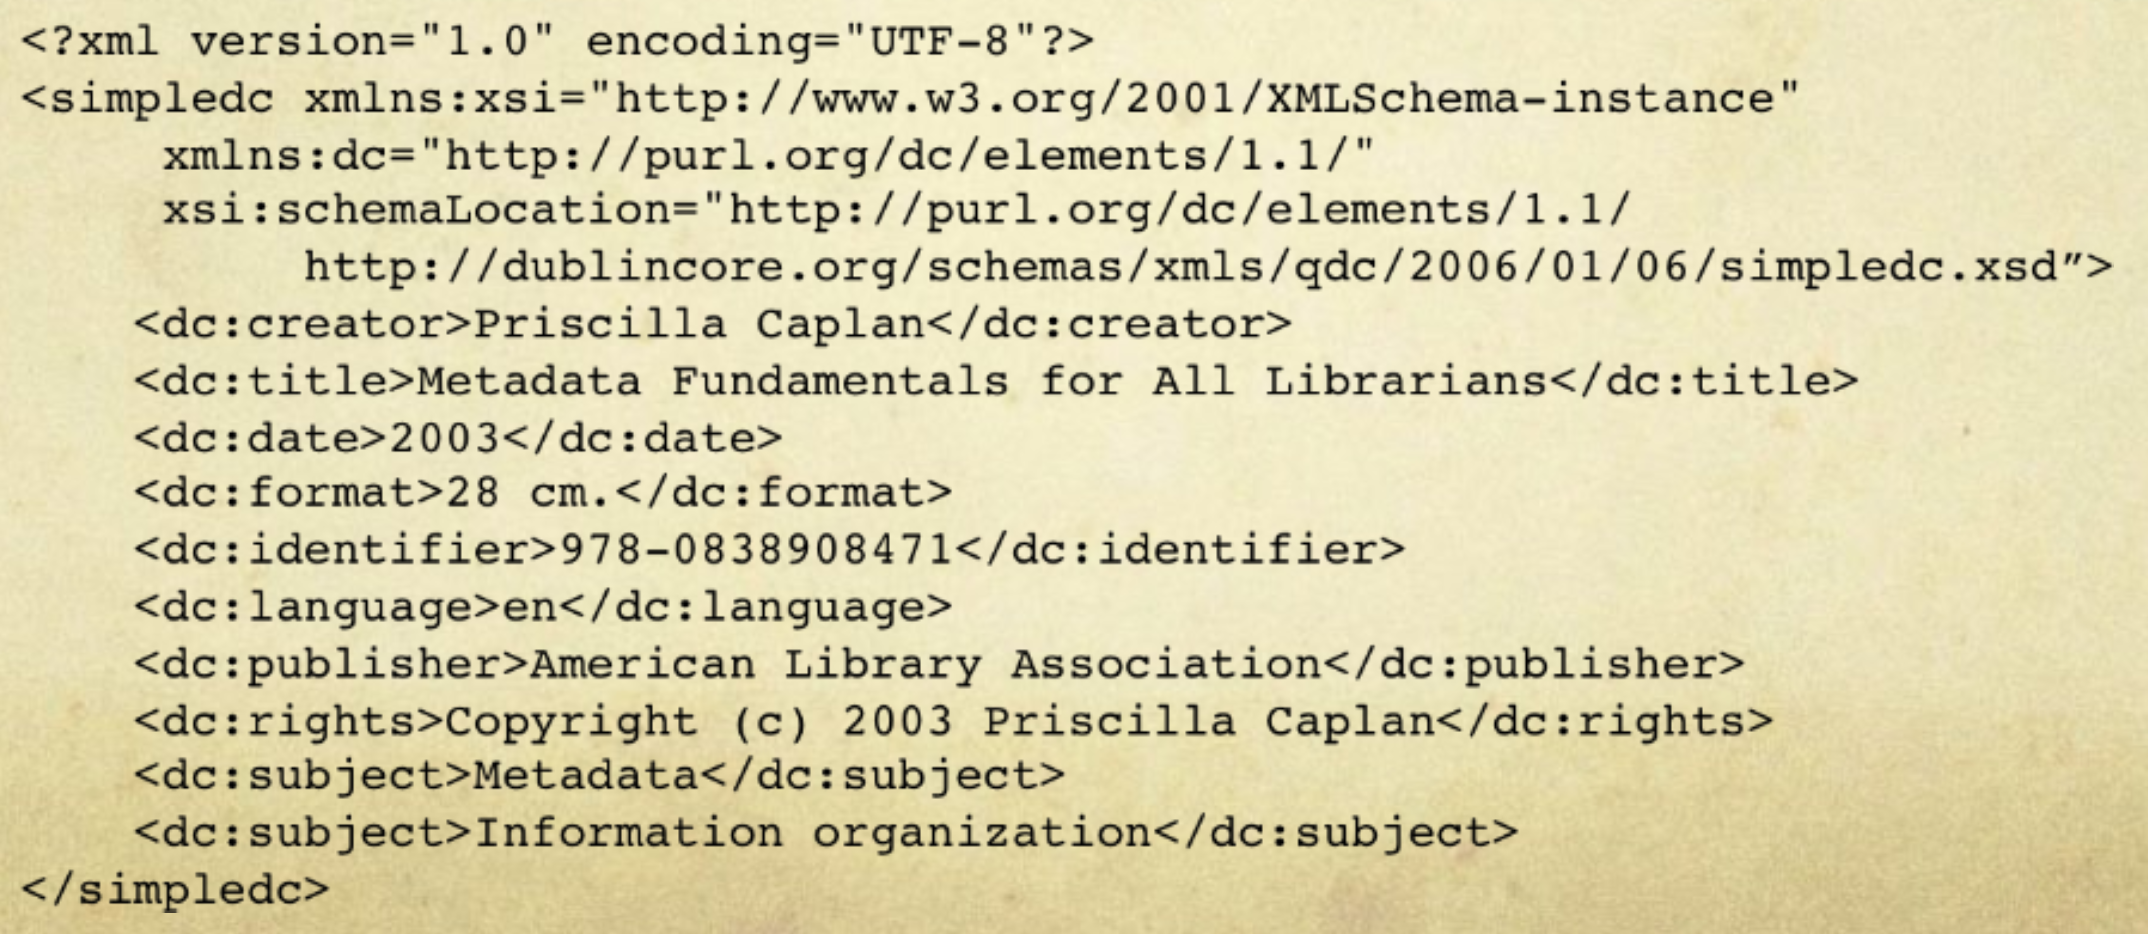 <?xml version="1.0" encoding="UTF-8"?>
<simpledc xmlns:xsi="http://www.w3.org/2001/XMLSchema-instance"
xmlns:dc="http://purl.org/dc/elements/1.1/"
xsi:schemaLocation="http://purl.org/dc/elements/1.1/
http://dublincore.org/schemas/xmls/qdc/2006/01/06/simpledc.xsd”>
<dc:creator>Priscilla Caplan</dc:creator>
<dc:title>Metadata Fundamentals for All Librarians</dc:title>
<dc:date>2003</dc:date>
<dc:format>28 cm.</dc:format>
<dc:identifier>978-0838908471</dc:identifier>
<dc:language>en</dc:language>
<dc:publisher>American Library Association</dc:publisher>
<dc:rights>Copyright (c) 2003 Priscilla Caplan</dc:rights>
<dc:subject>Metadata</dc:subject>
<dc:subject>Information organization</dc:subject>
</simpledc>